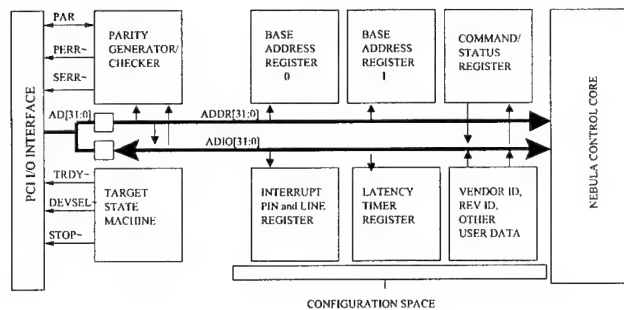 PCI I/O INTERFACE
PAR
PERR~
SERR~
PARITY
GENERATOR/
CHECKER
BASE
ADDRESS
REGISTER
0
BASE
ADDRESS
REGISTER
1
COMMAND/
STATUS
REGISTER
NEBULA CONTROL CORE
AD[31:0]
ADDR[31:0]
ADIO[31:0]
TRDY~
DEVSEL~
STOP~
TARGET
STATE
MACHINE
INTERRUPT
PIN and LINE
REGISTER
LATENCY
TIMER
REGISTER
VENDOR ID,
REV ID,
OTHER
USER DATA
CONFIGURATION SPACE